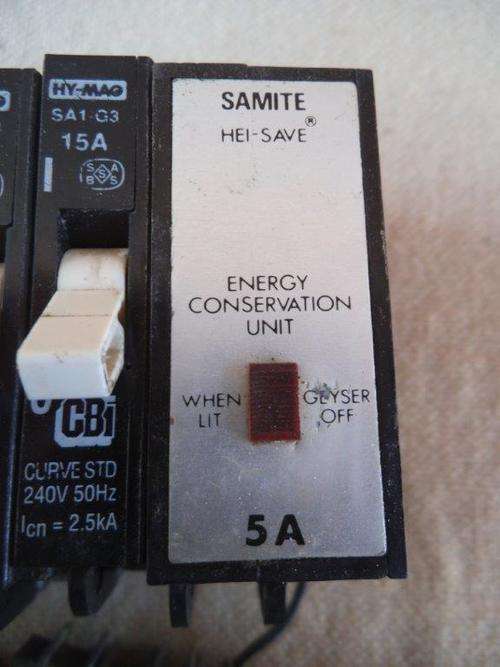 HY-MAG
SA1-G3
15A
S A
B S
CBi
CURVE STD
240V 50Hz
Icn = 2.5kA
SAMITE
HEI-SAVE®
ENERGY
CONSERVATION
UNIT
WHEN LIT
GEYSER OFF
5A